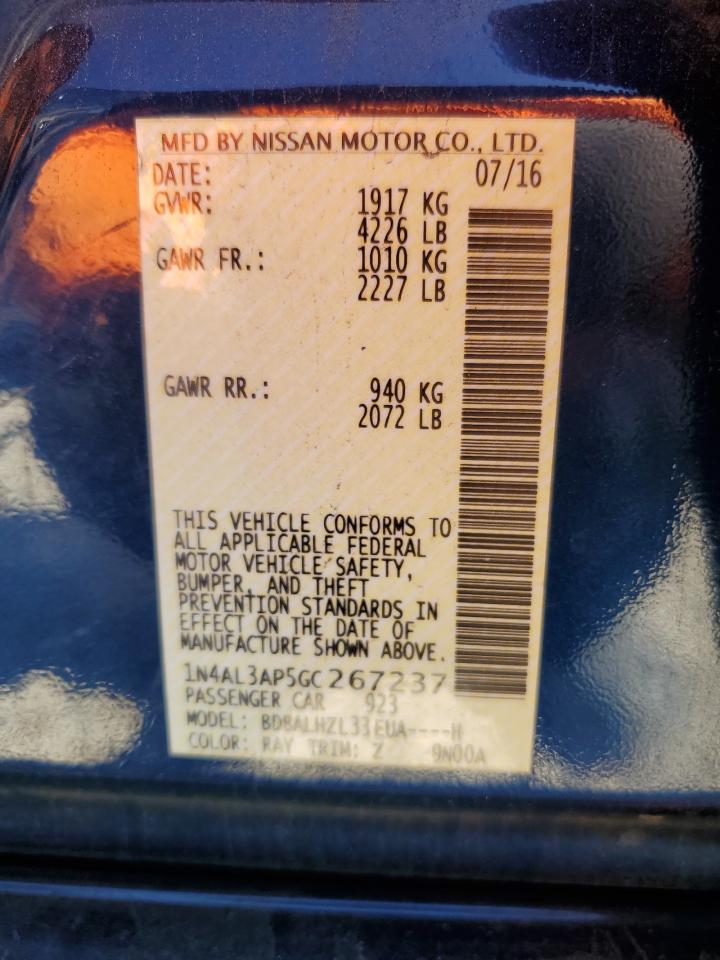 MFD BY NISSAN MOTOR CO., LTD.
DATE: 07/16
GVWR: 1917 KG
4226 LB
GAWR FR.: 1010 KG
2227 LB
GAWR RR.: 940 KG
2072 LB
THIS VEHICLE CONFORMS TO
ALL APPLICABLE FEDERAL
MOTOR VEHICLE SAFETY,
BUMPER, AND THEFT
PREVENTION STANDARDS IN
EFFECT ON THE DATE OF
MANUFACTURE SHOWN ABOVE.
1N4AL3AP5GC267237
PASSENGER CAR 923
MODEL: BDBALHZL33EUA----H
COLOR: RAY TRIM: Z 9N00A